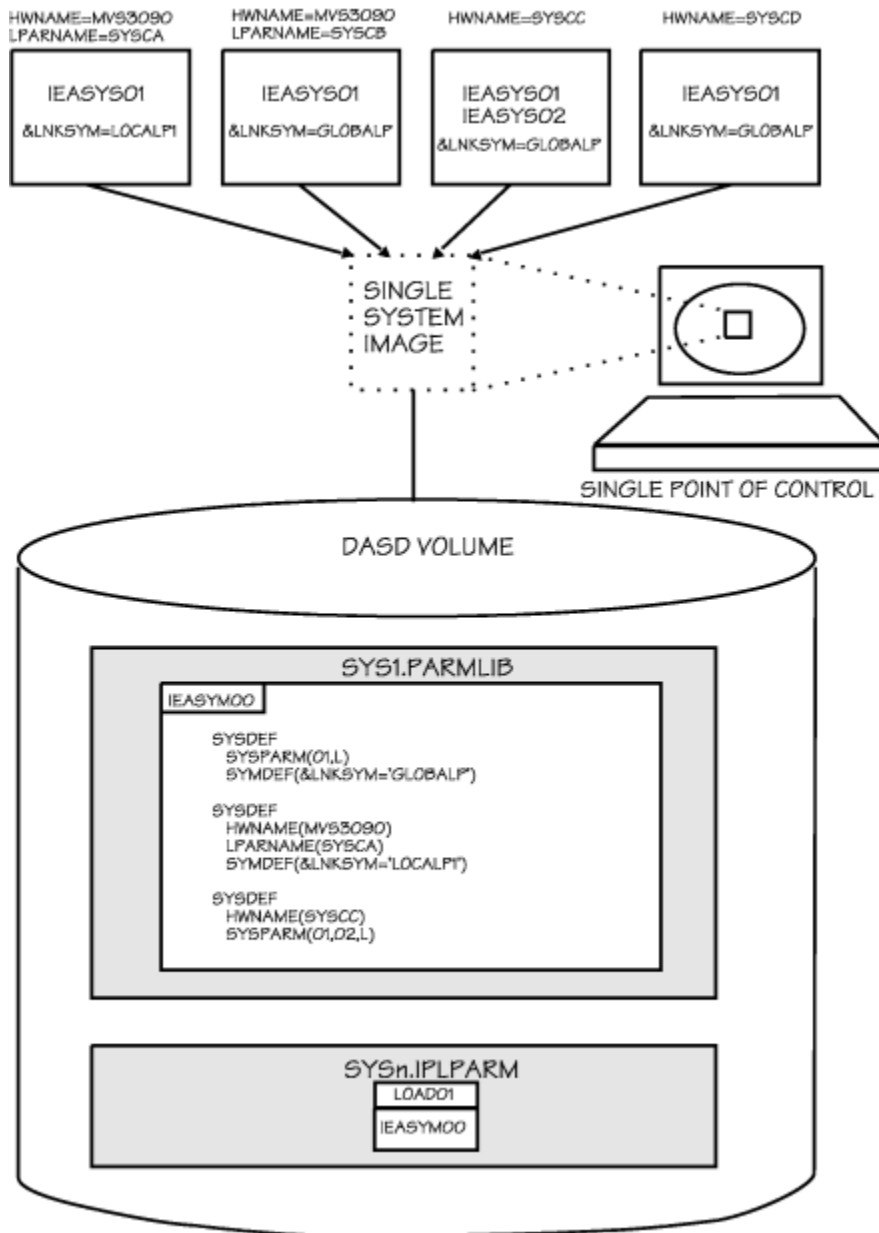 HWNAME=MVS3090
LPARNAME=SYSCA
HWNAME=MVS3090
LPARNAME=SYSCB
HWNAME=SYSCC
HWNAME=SYSCD
IEASYS01
&LNKSYM=LOCALP1
IEASYS01
&LNKSYM=GLOBALP
IEASYS01
IEASYS02
&LNKSYM=GLOBALP
IEASYS01
&LNKSYM=GLOBALP
SINGLE
SYSTEM
IMAGE
SINGLE POINT OF CONTROL
DASD VOLUME
SYS1.PARMLIB
IEASYM00
SYSDEF
SYSPARM(01,L)
SYMDEF(&LNKSYM='GLOBALP')
SYSDEF
HWNAME(MVS3090)
LPARNAME(SYSCA)
SYMDEF(&LNKSYM='LOCALP1')
SYSDEF
HWNAME(SYSCC)
SYSPARM(01,02,L)
SYSn.IPLPARM
LOAD01
IEASYM00